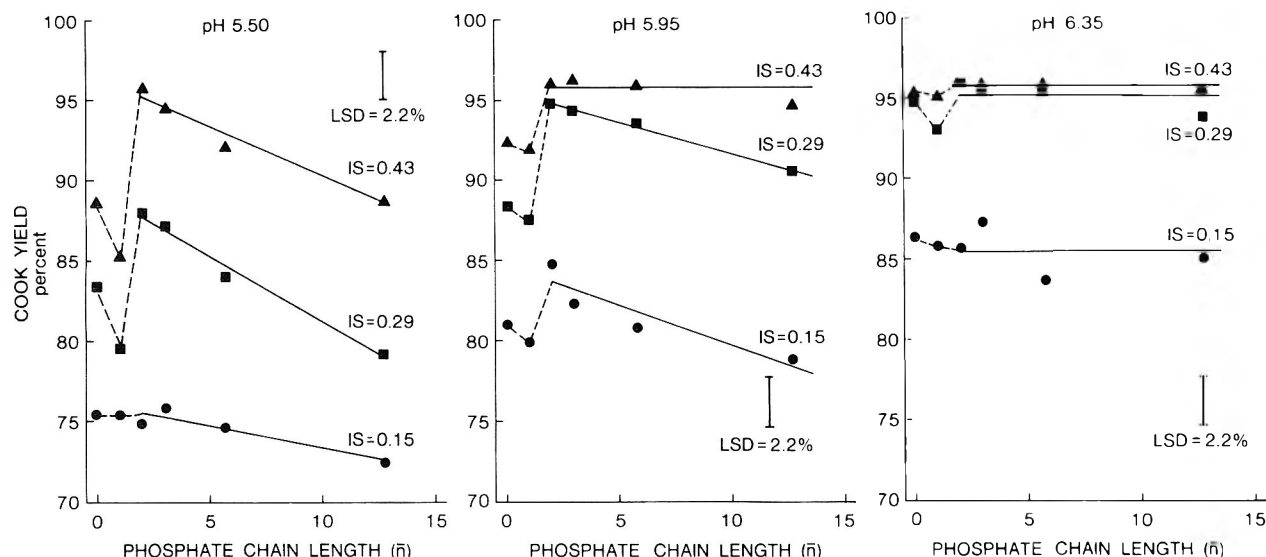 pH 5.50
100
95
90
85
80
75
70
COOK YIELD
percent
LSD=2.2%
IS=0.43
IS=0.29
IS=0.15
0
5
10
15
PHOSPHATE CHAIN LENGTH (n̄)
pH 5.95
100
95
90
85
80
75
70
IS=0.43
IS=0.29
IS=0.15
LSD=2.2%
0
5
10
15
PHOSPHATE CHAIN LENGTH (n̄)
pH 6.35
100
95
90
85
80
75
70
IS=0.43
IS=0.29
IS=0.15
LSD=2.2%
0
5
10
15
PHOSPHATE CHAIN LENGTH (n̄)